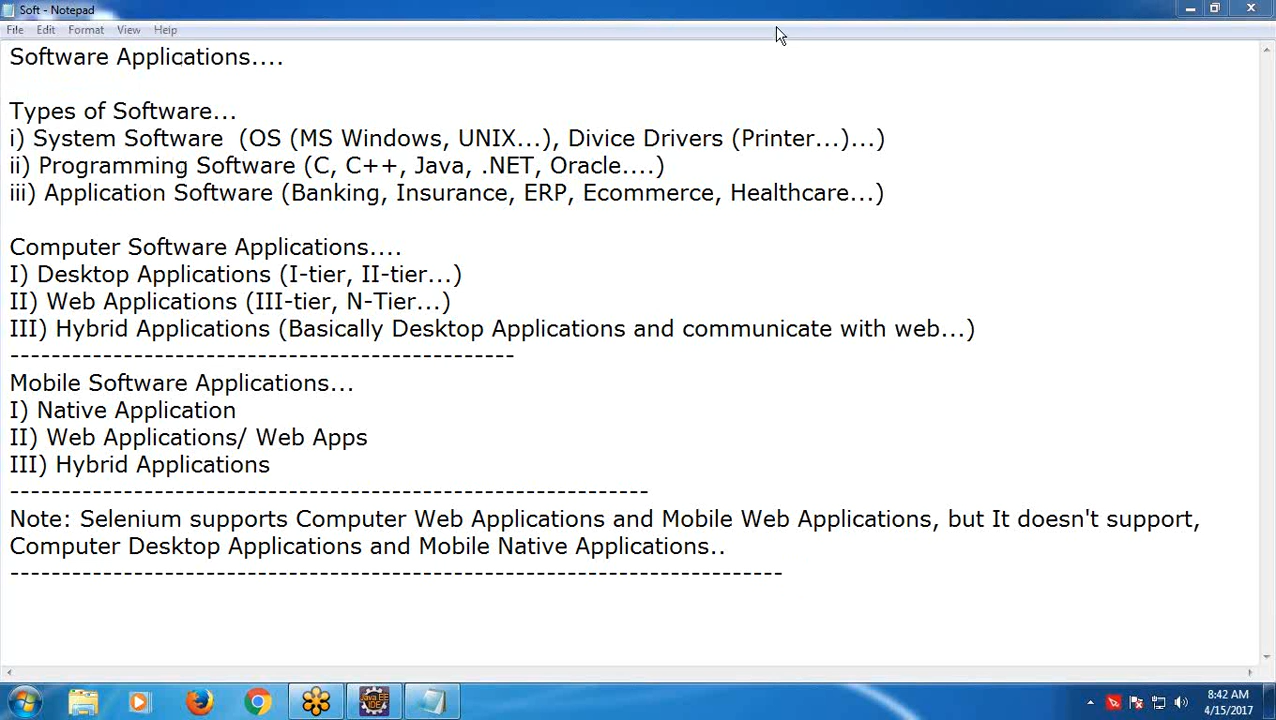 Soft - Notepad
File Edit Format View Help
Software Applications....
Types of Software...
i) System Software  (OS (MS Windows, UNIX...), Divice Drivers (Printer...)...)
ii) Programming Software (C, C++, Java, .NET, Oracle....)
iii) Application Software (Banking, Insurance, ERP, Ecommerce, Healthcare...)
Computer Software Applications....
I) Desktop Applications (I-tier, II-tier...)
II) Web Applications (III-tier, N-Tier...)
III) Hybrid Applications (Basically Desktop Applications and communicate with web...)
-------------------------------------------------
Mobile Software Applications...
I) Native Application
II) Web Applications/ Web Apps
III) Hybrid Applications
--------------------------------------------------------------
Note: Selenium supports Computer Web Applications and Mobile Web Applications, but It doesn't support,
Computer Desktop Applications and Mobile Native Applications..
---------------------------------------------------------------------------
Java EE
IDE
8:42 AM
4/15/2017